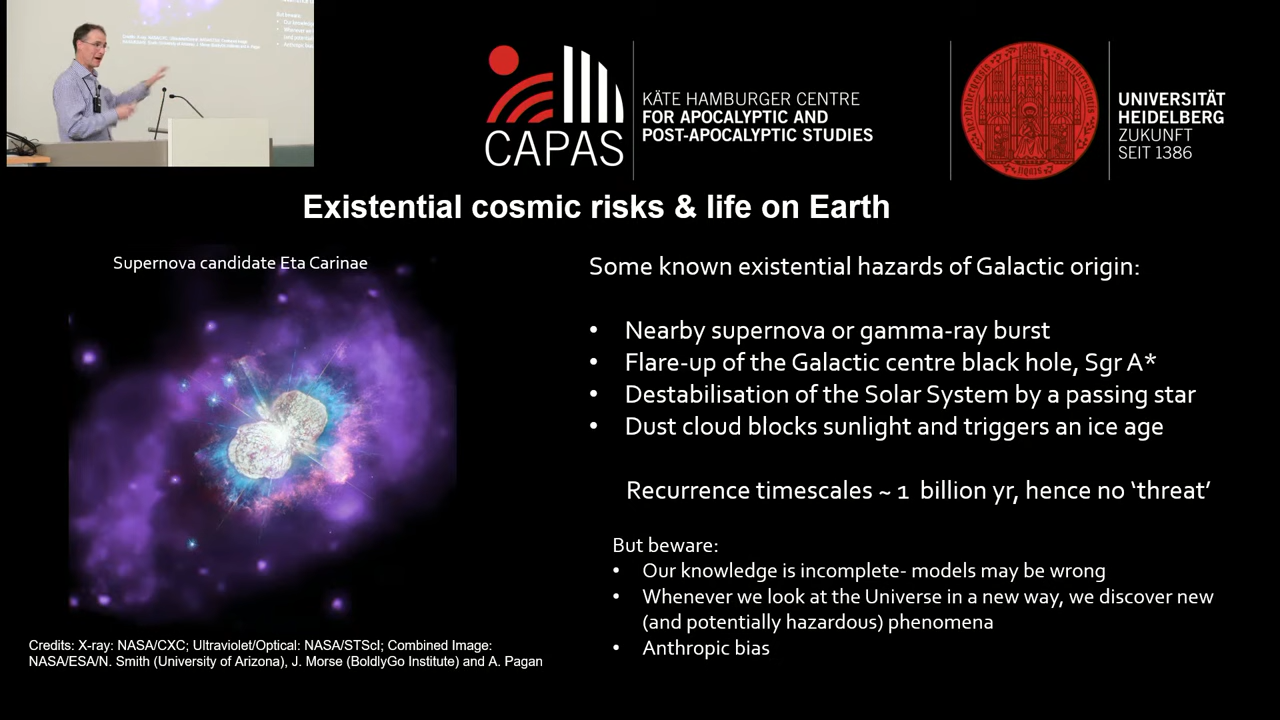 CAPAS
KÄTE HAMBURGER CENTRE
FOR APOCALYPTIC AND
POST-APOCALYPTIC STUDIES
UNIVERSITÄT
HEIDELBERG
ZUKUNFT
SEIT 1386
Existential cosmic risks & life on Earth
Supernova candidate Eta Carinae
Some known existential hazards of Galactic origin:
• Nearby supernova or gamma-ray burst
• Flare-up of the Galactic centre black hole, Sgr A*
• Destabilisation of the Solar System by a passing star
• Dust cloud blocks sunlight and triggers an ice age
Recurrence timescales ~ 1 billion yr, hence no ‘threat’
But beware:
• Our knowledge is incomplete- models may be wrong
• Whenever we look at the Universe in a new way, we discover new
(and potentially hazardous) phenomena
• Anthropic bias
Credits: X-ray: NASA/CXC; Ultraviolet/Optical: NASA/STScI; Combined Image:
NASA/ESA/N. Smith (University of Arizona), J. Morse (BoldlyGo Institute) and A. Pagan